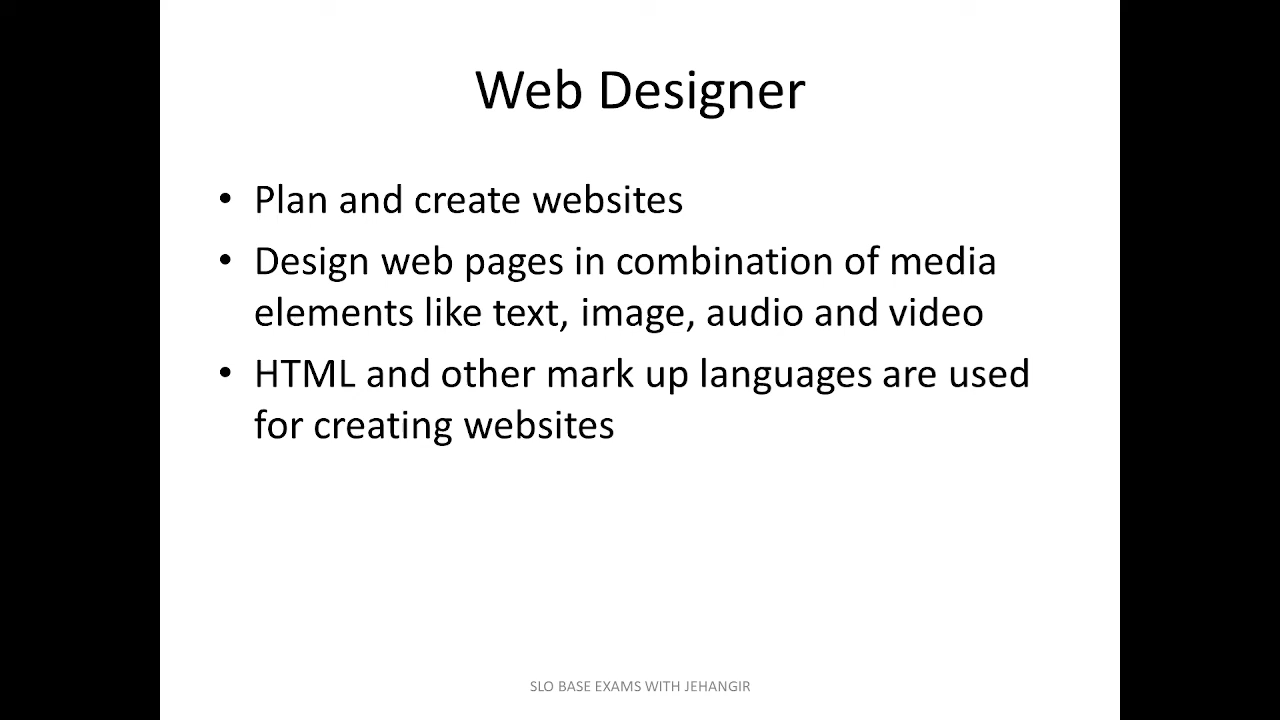 Web Designer
• Plan and create websites
• Design web pages in combination of media
elements like text, image, audio and video
• HTML and other mark up languages are used
for creating websites
SLO BASE EXAMS WITH JEHANGIR